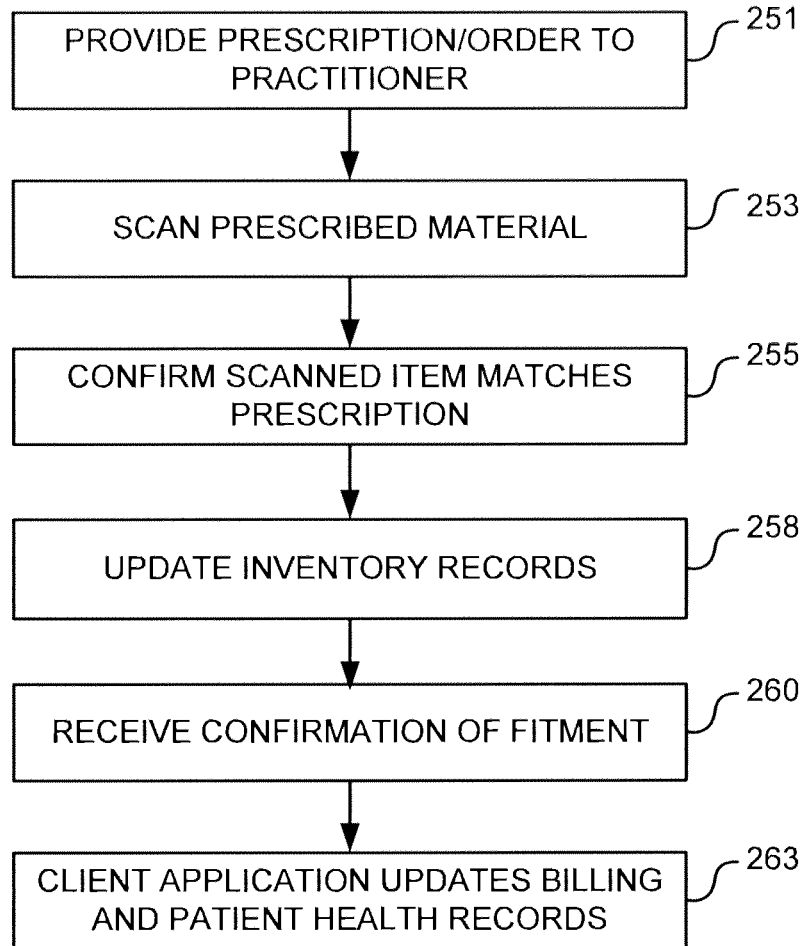 PROVIDE PRESCRIPTION/ORDER TO
PRACTITIONER
251
SCAN PRESCRIBED MATERIAL
253
CONFIRM SCANNED ITEM MATCHES
PRESCRIPTION
255
UPDATE INVENTORY RECORDS
258
RECEIVE CONFIRMATION OF FITMENT
260
CLIENT APPLICATION UPDATES BILLING
AND PATIENT HEALTH RECORDS
263